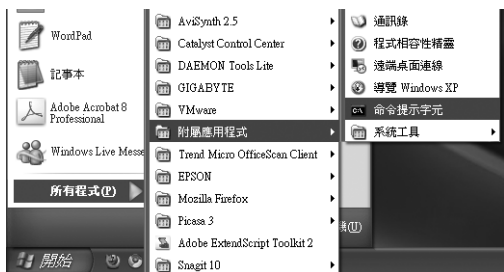 WordPad
記事本
Adobe Acrobat 8
Professional
Windows Live Messe
所有程式(P)
開始
AviSynth 2.5
Catalyst Control Center
DAEMON Tools Lite
GIGABYTE
VMware
附屬應用程式
Trend Micro OfficeScan Client
EPSON
Mozilla Firefox
Picasa 3
Adobe ExtendScript Toolkit 2
Snagit 10
通訊錄
程式相容性精靈
遠端桌面連線
導覽 Windows XP
命令提示字元
系統工具
機(U)